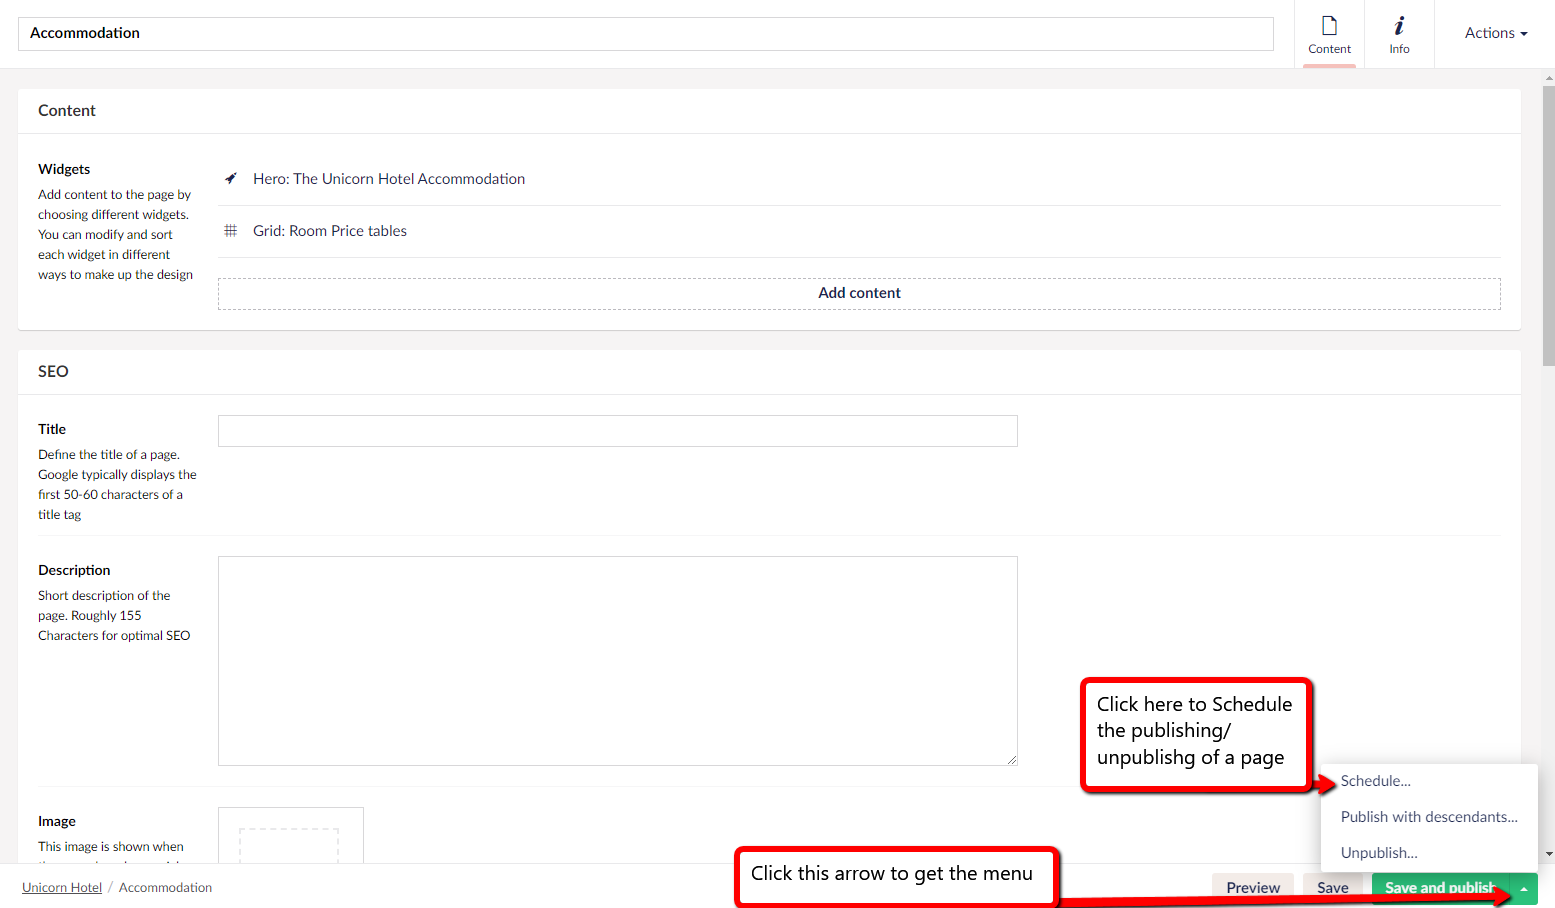 Accommodation
Content
Info
Actions
Content
Widgets
Add content to the page by
choosing different widgets.
You can modify and sort
each widget in different
ways to make up the design
Hero: The Unicorn Hotel Accommodation
Grid: Room Price tables
Add content
SEO
Title
Define the title of a page.
Google typically displays the
first 50-60 characters of a
title tag
Description
Short description of the
page. Roughly 155
Characters for optimal SEO
Click here to Schedule
the publishing/
unpublishg of a page
Schedule...
Publish with descendants...
Unpublish...
Image
This image is shown when
Click this arrow to get the menu
Unicorn Hotel / Accommodation
Preview
Save
Save and publish